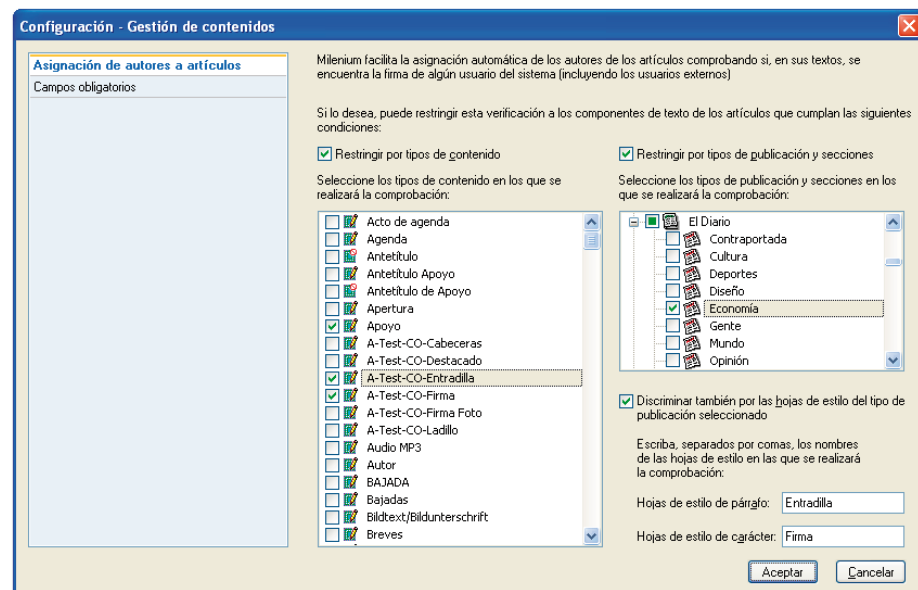 Configuración - Gestión de contenidos
Asignación de autores a artículos
Campos obligatorios
Milenium facilita la asignación automática de los autores de los artículos comprobando si, en sus textos, se
encuentra la firma de algún usuario del sistema (incluyendo los usuarios externos)
Si lo desea, puede restringir esta verificación a los componentes de texto de los artículos que cumplan las siguientes
condiciones:
Restringir por tipos de contenido
Seleccione los tipos de contenido en los que se
realizará la comprobación:
Acto de agenda
Agenda
Antetítulo
Antetítulo Apoyo
Antetítulo de Apoyo
Apertura
Apoyo
A-Test-CO-Cabeceras
A-Test-CO-Destacado
A-Test-CO-Entradilla
A-Test-CO-Firma
A-Test-CO-Firma Foto
A-Test-CO-Ladillo
Audio MP3
Autor
BAJADA
Bajadas
Bildtext/Bildunterschrift
Breves
Restringir por tipos de publicación y secciones
Seleccione los tipos de publicación y secciones en los
que se realizará la comprobación:
El Diario
Contraportada
Cultura
Deportes
Diseño
Economía
Gente
Mundo
Opinión
Discriminar también por las hojas de estilo del tipo de
publicación seleccionado
Escriba, separados por comas, los nombres
de las hojas de estilo en las que se realizará
la comprobación:
Hojas de estilo de párrafo: Entradilla
Hojas de estilo de carácter: Firma
Aceptar
Cancelar